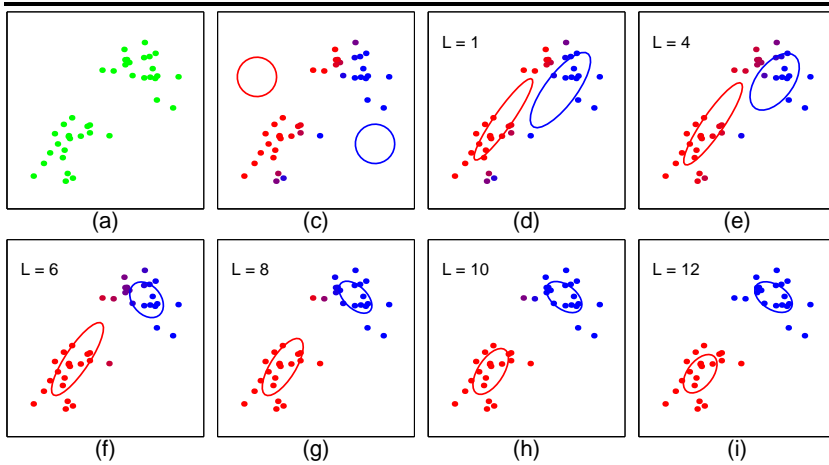 L = 1
L = 4
(a)
(c)
(d)
(e)
L = 6
L = 8
L = 10
L = 12
(f)
(g)
(h)
(i)